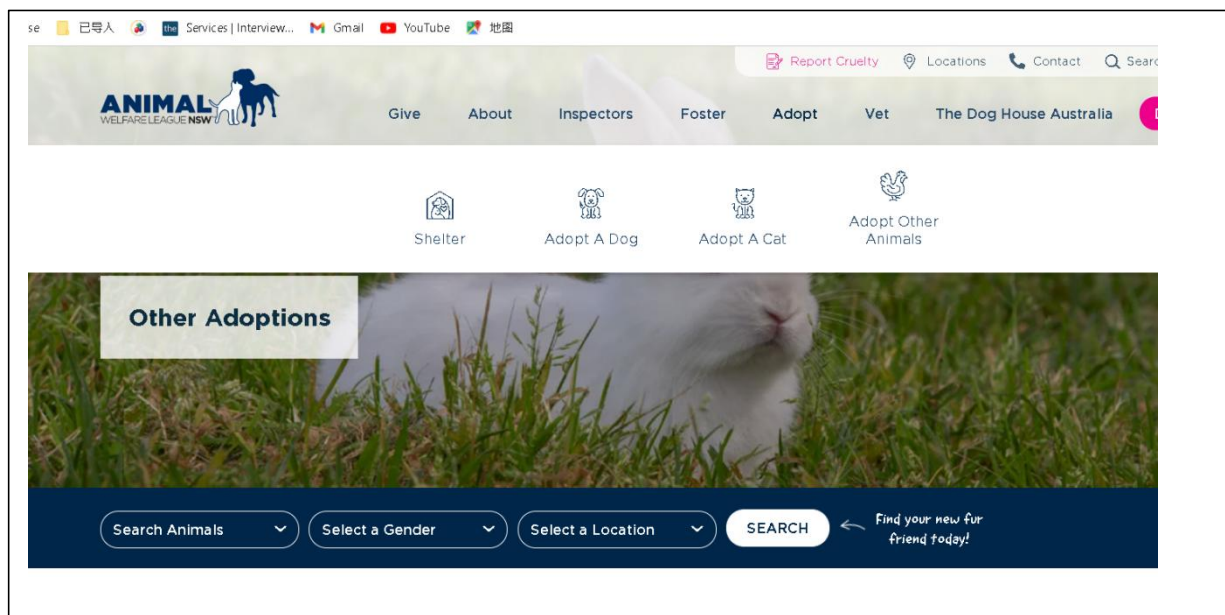 se 已导人 the Services | Interview... Gmail YouTube 地图
Report Cruelty Locations Contact Searc
ANIMAL
WELFARE LEAGUE NSW
Give About Inspectors Foster Adopt Vet The Dog House Australia D
Shelter Adopt A Dog Adopt A Cat Adopt Other
Animals
Other Adoptions
Search Animals Select a Gender Select a Location SEARCH Find your new fur
friend today!